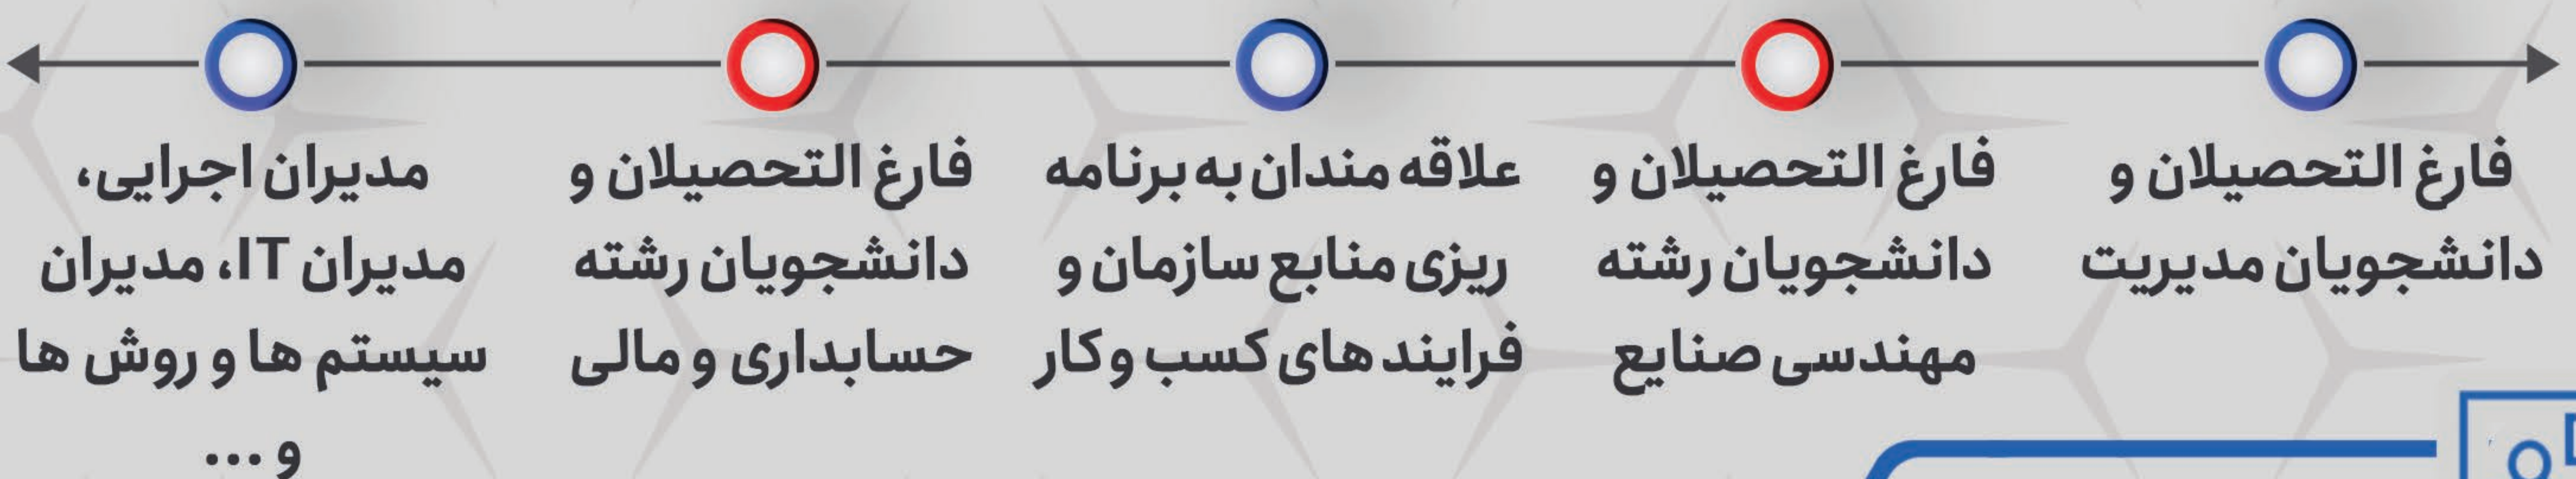 فارغ التحصیلان و
دانشجویان مدیریت
فارغ التحصیلان و
دانشجویان رشته
مهندسی صنایع
علاقه مندان به برنامه
ریزی منابع سازمان و
فرایند های کسب و کار
فارغ التحصیلان و
دانشجویان رشته
حسابداری و مالی
مدیران اجرایی،
مدیران IT، مدیران
سیستم ها و روش ها
و ...